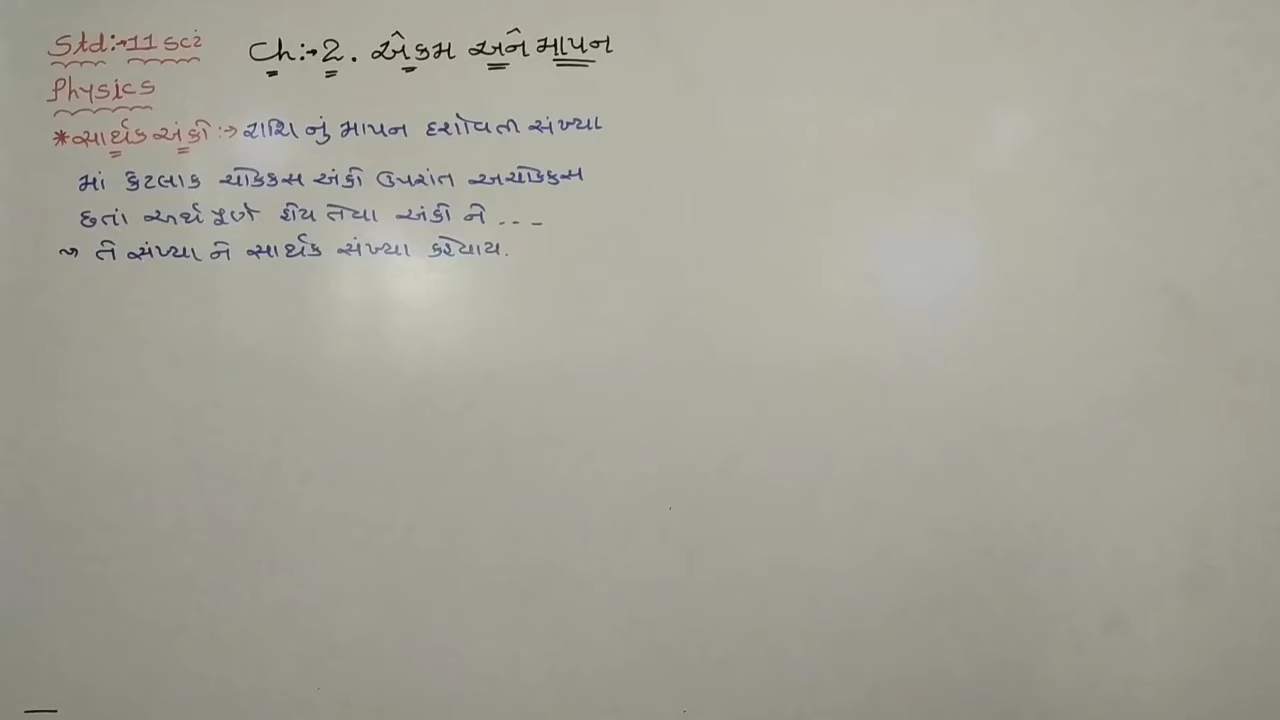 Std:→11 sci
Ch:→2. એકમ અને માપન
Physics
*સાર્થક અંકો:→ રાશિ નું માપન દર્શાવતી સંખ્યા
માં કેટલાક ચોક્કસ અંકો ઉપરાંત અચોક્કસ
છતાં અર્થ પૂર્ણ હોય તેવા અંકો ને ---
~> તે સંખ્યા ને સાર્થક સંખ્યા કહેવાય.